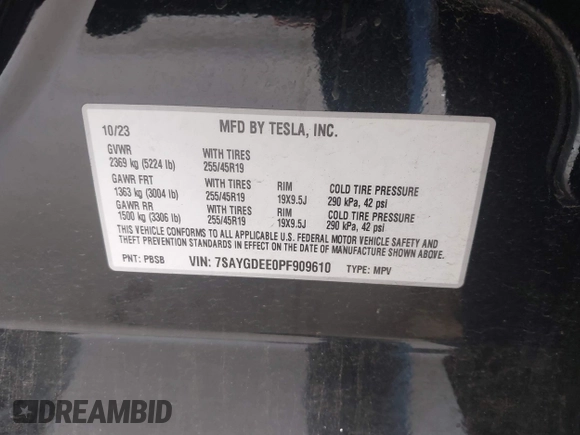 10/23 MFD BY TESLA, INC.
GVWR
2369 kg (5224 lb)
WITH TIRES
255/45R19
GAWR FRT
1363 kg (3004 lb)
WITH TIRES
255/45R19
RIM
19X9.5J
COLD TIRE PRESSURE
290 kPa, 42 psi
GAWR RR
1500 kg (3306 lb)
WITH TIRES
255/45R19
RIM
19X9.5J
COLD TIRE PRESSURE
290 kPa, 42 psi
THIS VEHICLE CONFORMS TO ALL APPLICABLE U.S. FEDERAL MOTOR VEHICLE SAFETY AND
THEFT PREVENTION STANDARDS IN EFFECT ON THE DATE OF MANUFACTURE SHOWN ABOVE.
PNT: PBSB VIN: 7SAYGDEE0PF909610 TYPE: MPV
DREAMBID